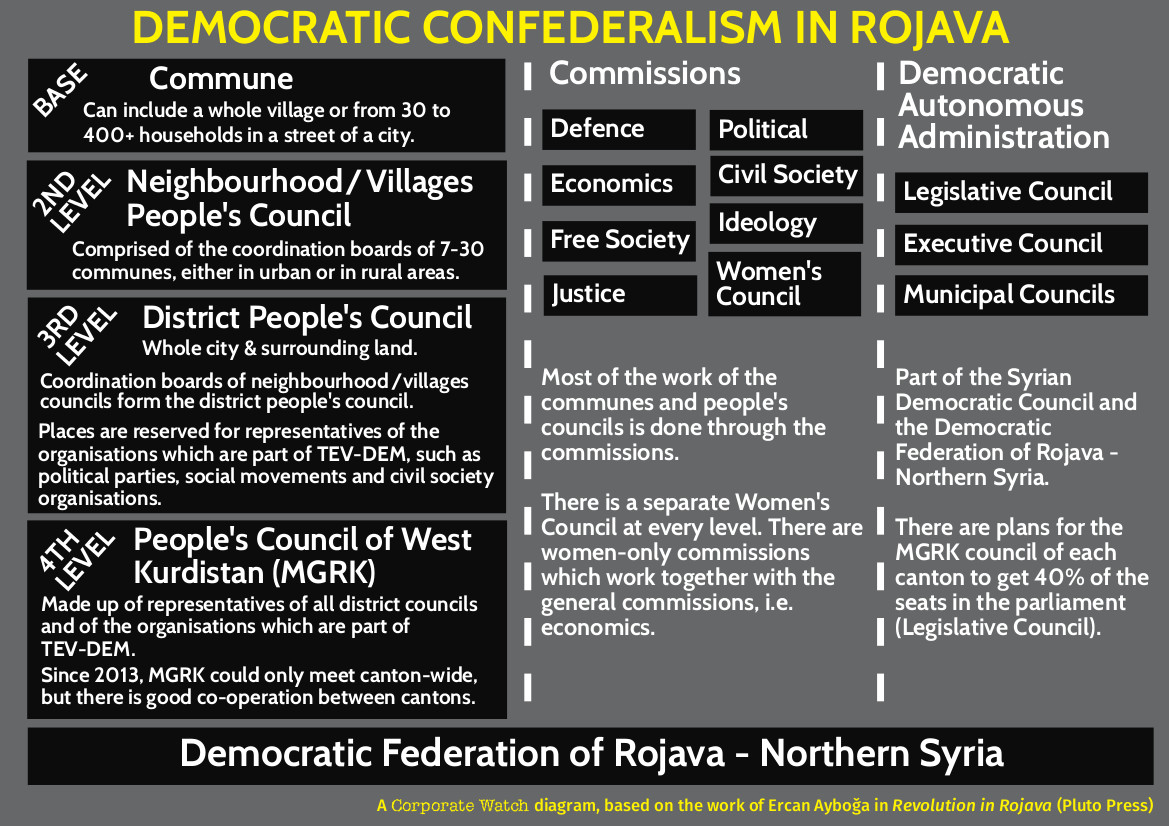 DEMOCRATIC CONFEDERALISM IN ROJAVA
BASE
Commune
Can include a whole village or from 30 to
400+ households in a street of a city.
2ND
LEVEL
Neighbourhood / Villages
People's Council
Comprised of the coordination boards of 7-30
communes, either in urban or in rural areas.
3RD
LEVEL
District People's Council
Whole city & surrounding land.
Coordination boards of neighbourhood / villages
councils form the district people's council.
Places are reserved for representatives of the
organisations which are part of TEV-DEM, such as
political parties, social movements and civil society
organisations.
4TH
LEVEL
People's Council of West
Kurdistan (MGRK)
Made up of representatives of all district councils
and of the organisations which are part of
TEV-DEM.
Since 2013, MGRK could only meet canton-wide,
but there is good co-operation between cantons.
Commissions
Defence
Economics
Free Society
Justice
Political
Civil Society
Ideology
Women's
Council
Most of the work of the
communes and people's
councils is done through the
commissions.
There is a separate Women's
Council at every level. There are
women-only commissions
which work together with the
general commissions, i.e.
economics.
Democratic
Autonomous
Administration
Legislative Council
Executive Council
Municipal Councils
Part of the Syrian
Democratic Council and
the Democratic
Federation of Rojava -
Northern Syria.
There are plans for the
MGRK council of each
canton to get 40% of the
seats in the parliament
(Legislative Council).
Democratic Federation of Rojava - Northern Syria
A Corporate Watch diagram, based on the work of Ercan Ayboğa in Revolution in Rojava (Pluto Press)